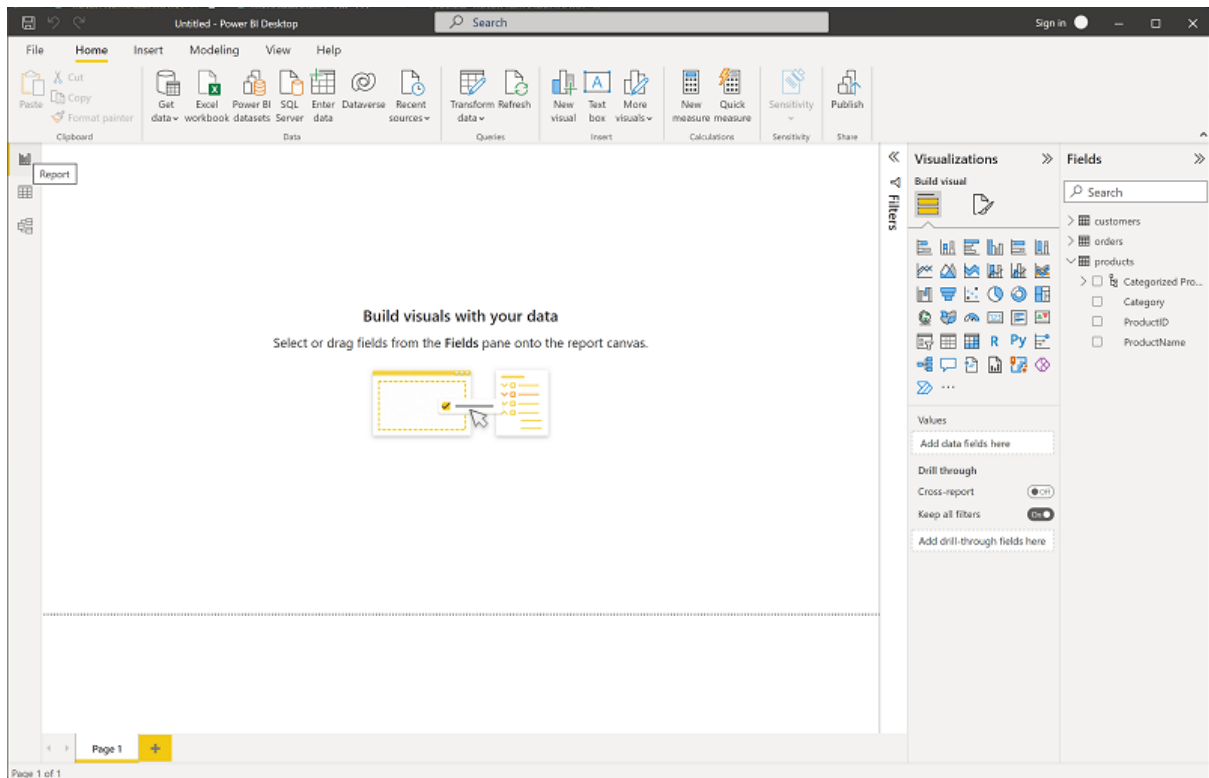 Untitled - Power BI Desktop
Search
Sign in
File Home Insert Modeling View Help
Paste
Cut
Copy
Format painter
Clipboard
Get data
Excel workbook
Power BI datasets
SQL Server
Enter data
Dataverse
Recent sources
Data
Transform data
Refresh
Queries
New visual
Text box
More visuals
Insert
New measure
Quick measure
Calculations
Sensitivity
Sensitivity
Publish
Share
Report
Build visuals with your data
Select or drag fields from the Fields pane onto the report canvas.
Filters
Visualizations
Build visual
R
Py
...
Values
Add data fields here
Drill through
Cross-report
Off
Keep all filters
On
Add drill-through fields here
Fields
Search
customers
orders
products
Categorized Pro...
Category
ProductID
ProductName
Page 1
Page 1 of 1